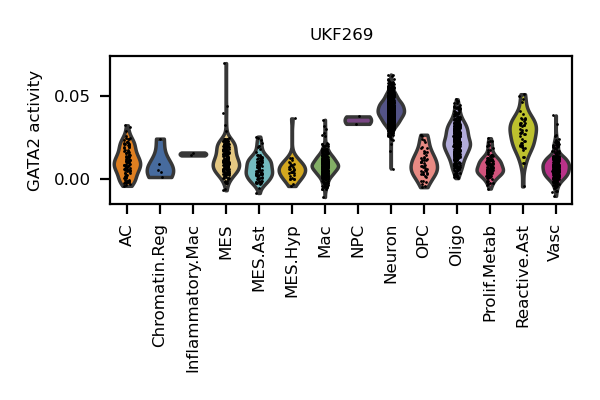 UKF269
GATA2 activity
0.05
0.00
AC
Chromatin.Reg
Inflammatory.Mac
MES
MES.Ast
MES.Hyp
Mac
NPC
Neuron
OPC
Oligo
Prolif.Metab
Reactive.Ast
Vasc